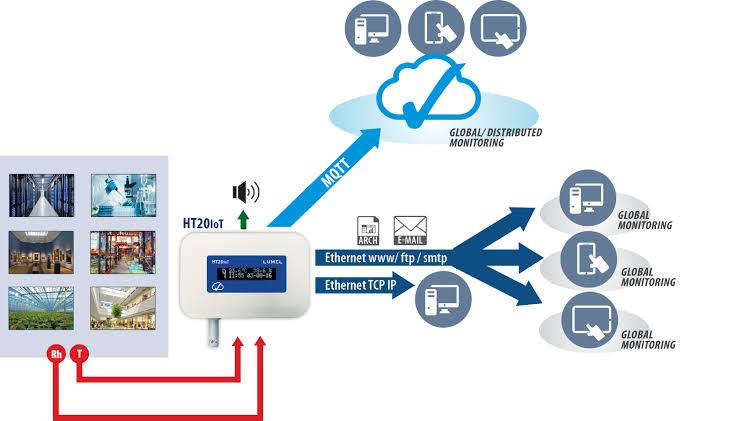 GLOBAL/ DISTRIBUTED
MONITORING
MQTT
HT20IoT
ARCH
E-MAIL
HT20IoT
LUMEL
Ethernet www/ ftp / smtp
Ethernet TCP IP
GLOBAL
MONITORING
GLOBAL
MONITORING
GLOBAL
MONITORING
Rh
T